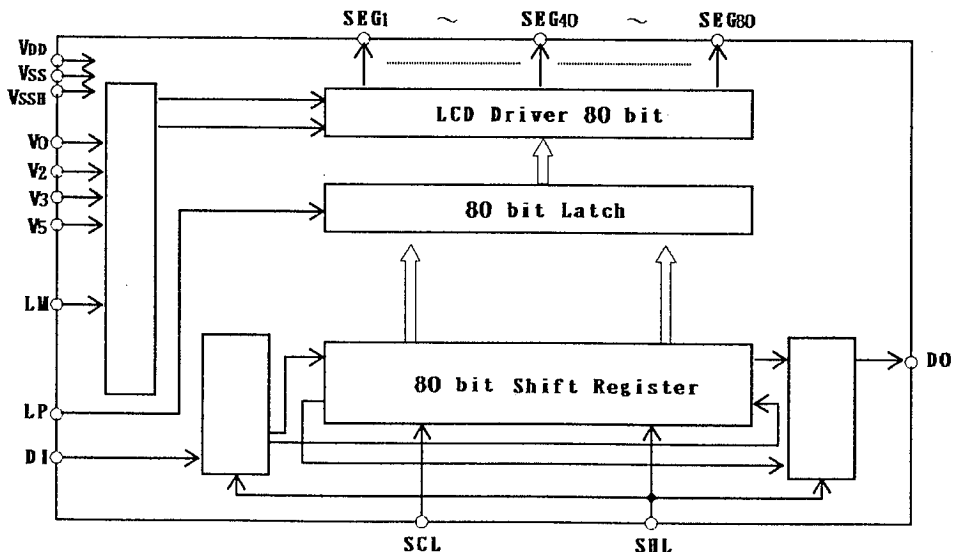 SEG1 ~ SEG40 ~ SEG80
VDD
VSS
VSSH
LCD Driver 80 bit
V0
V2
V3
80 bit Latch
V5
LM
DO
80 bit Shift Register
LP
DI
SCL SHL